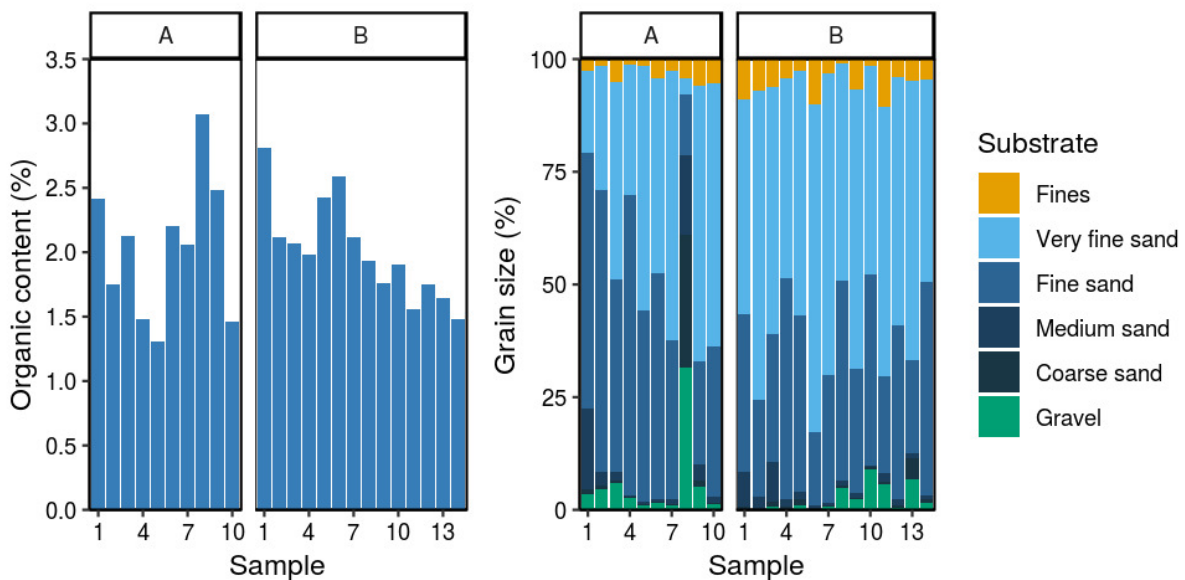 A B
3.5
3.0
2.5
2.0
1.5
1.0
0.5
0.0
Organic content (%)
1 4 7 10 1 4 7 10 13
Sample
A B
100
75
50
25
0
Grain size (%)
1 4 7 10 1 4 7 10 13
Sample
Substrate
Fines
Very fine sand
Fine sand
Medium sand
Coarse sand
Gravel